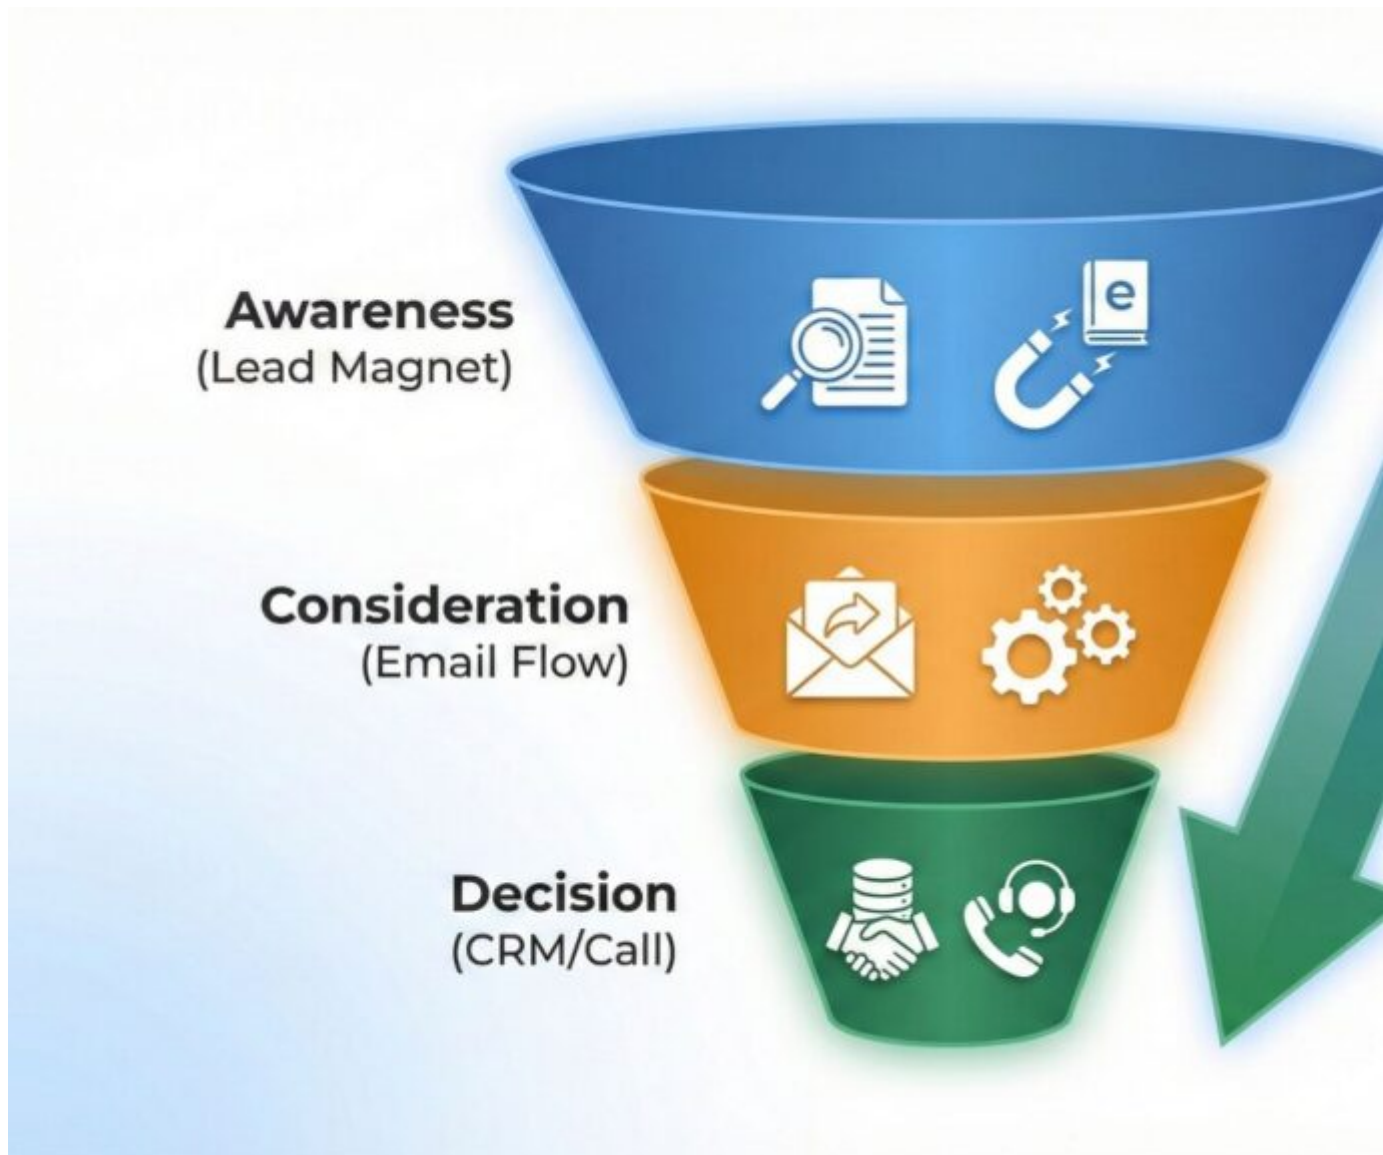 Awareness
(Lead Magnet)
e
Consideration
(Email Flow)
Decision
(CRM/Call)